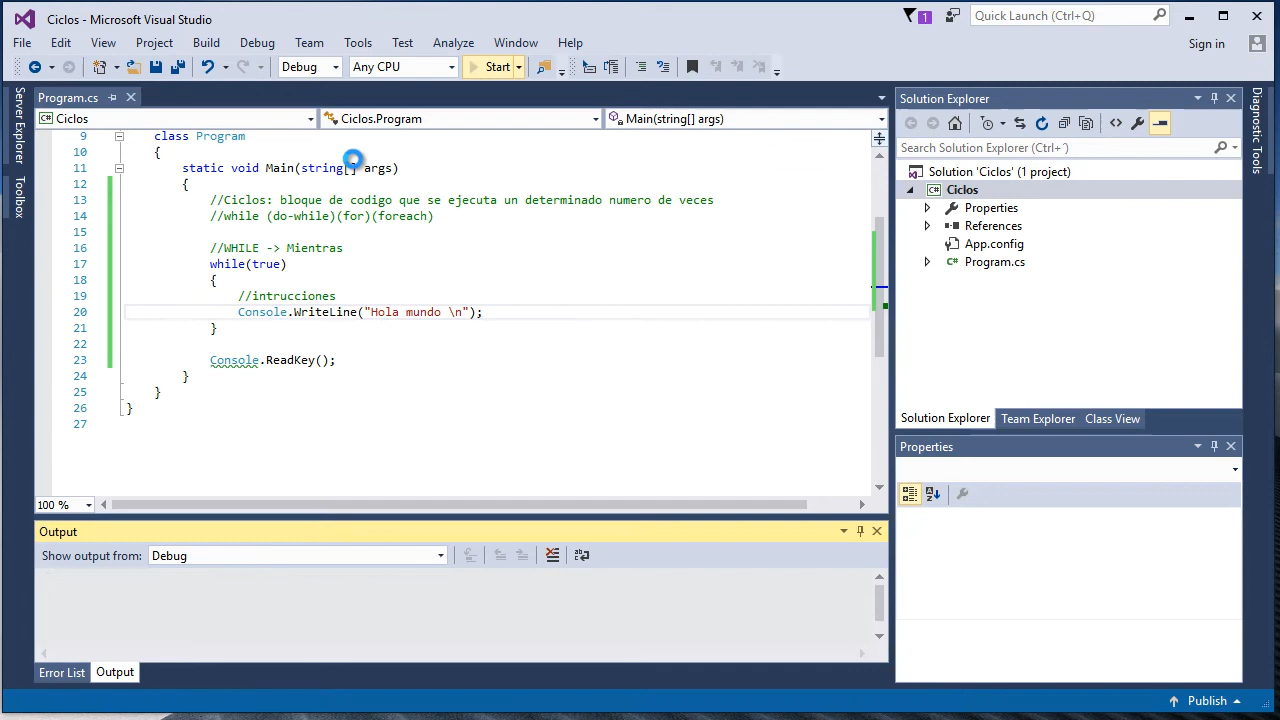 Ciclos - Microsoft Visual Studio
1
Quick Launch (Ctrl+Q)
File Edit View Project Build Debug Team Tools Test Analyze Window Help
Sign in
Debug Any CPU Start
Program.cs
Ciclos Ciclos.Program Main(string[] args)
9 class Program
10 {
11 static void Main(string[] args)
12 {
13 //Ciclos: bloque de codigo que se ejecuta un determinado numero de veces
14 //while (do-while)(for)(foreach)
15
16 //WHILE -> Mientras
17 while(true)
18 {
19 //intrucciones
20 Console.WriteLine("Hola mundo \n");
21 }
22
23 Console.ReadKey();
24 }
25 }
26 }
27
100 %
Output
Show output from: Debug
Error List Output
Server Explorer
Toolbox
Solution Explorer
Search Solution Explorer (Ctrl+´)
Solution 'Ciclos' (1 project)
Ciclos
Properties
References
App.config
Program.cs
Solution Explorer Team Explorer Class View
Properties
Diagnostic Tools
Publish